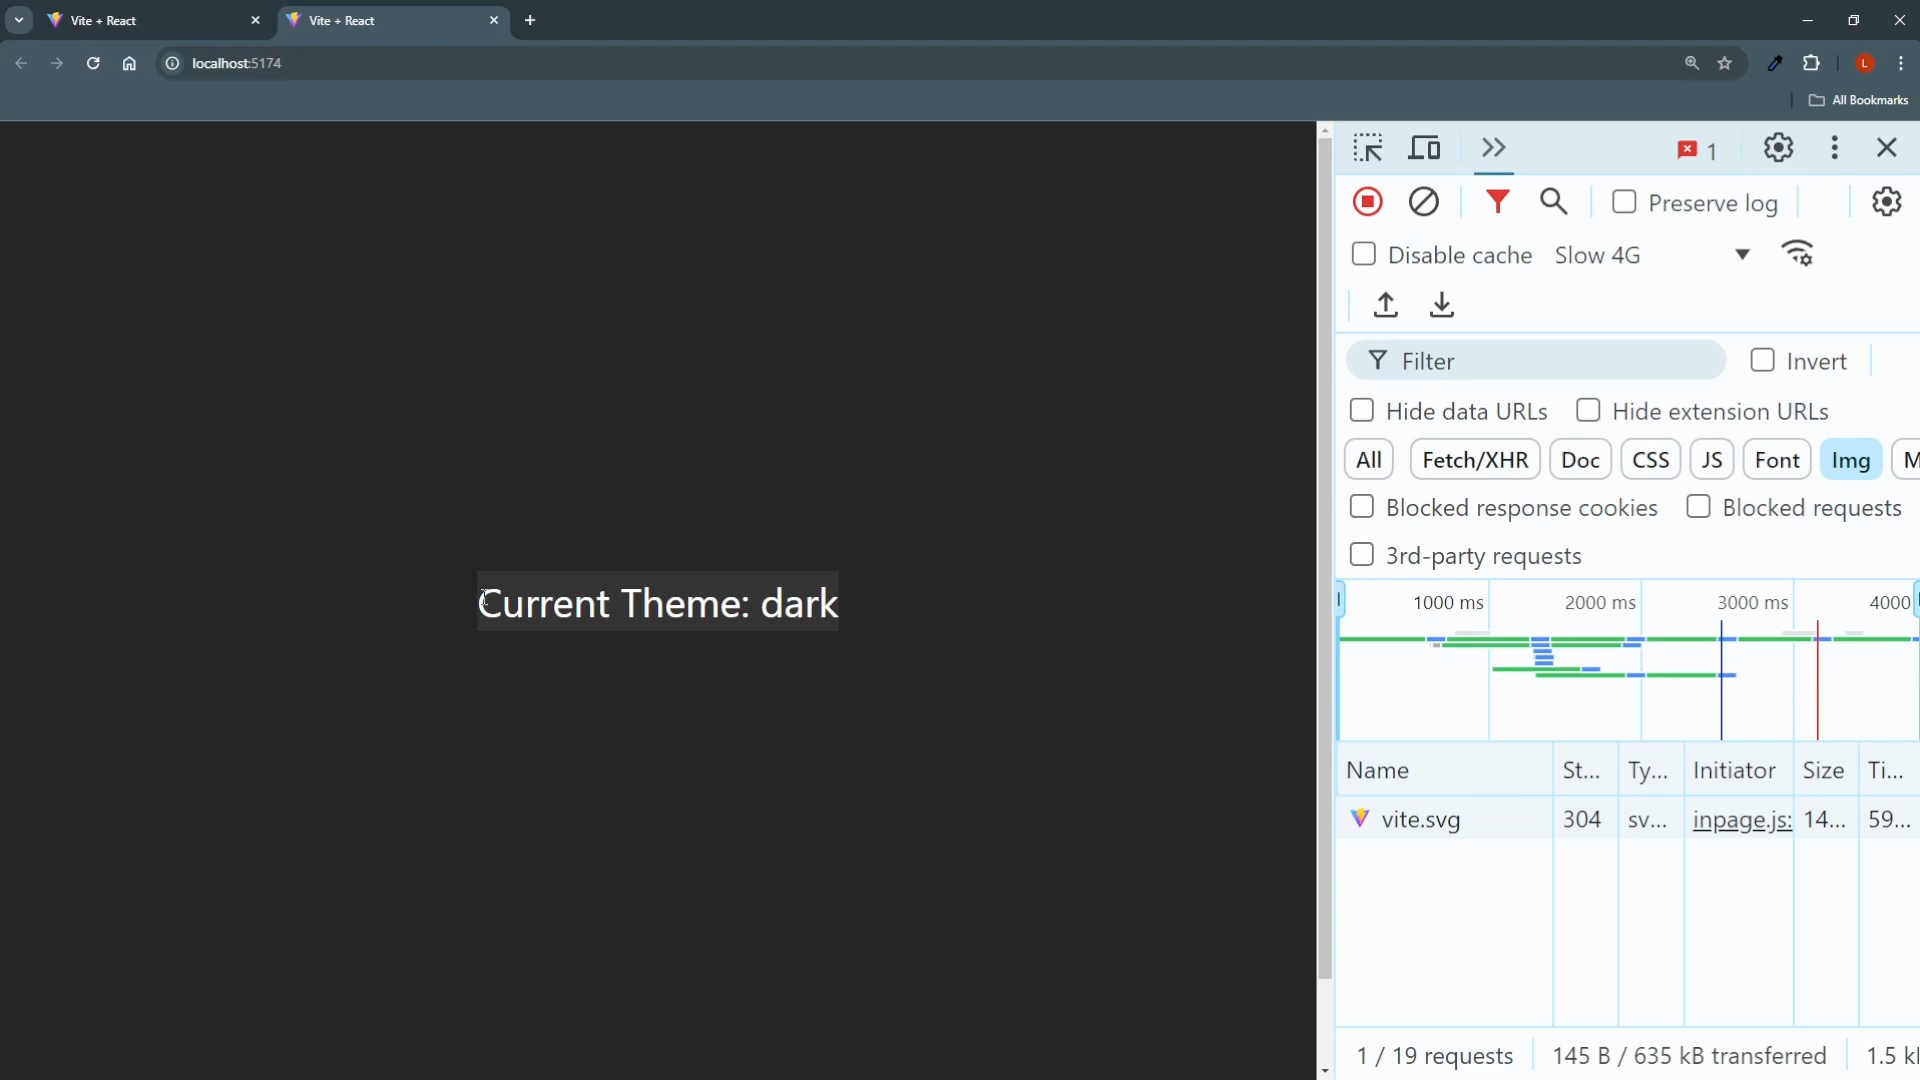 Vite + React
Vite + React
localhost:5174
L
All Bookmarks
1
Preserve log
Disable cache Slow 4G
Filter
Invert
Hide data URLs
Hide extension URLs
All Fetch/XHR Doc CSS JS Font Img M
Blocked response cookies
Blocked requests
3rd-party requests
Current Theme: dark
1000 ms 2000 ms 3000 ms 4000
Name St... Ty... Initiator Size Ti...
vite.svg 304 sv... inpage.js: 14... 59...
1 / 19 requests 145 B / 635 kB transferred 1.5 k